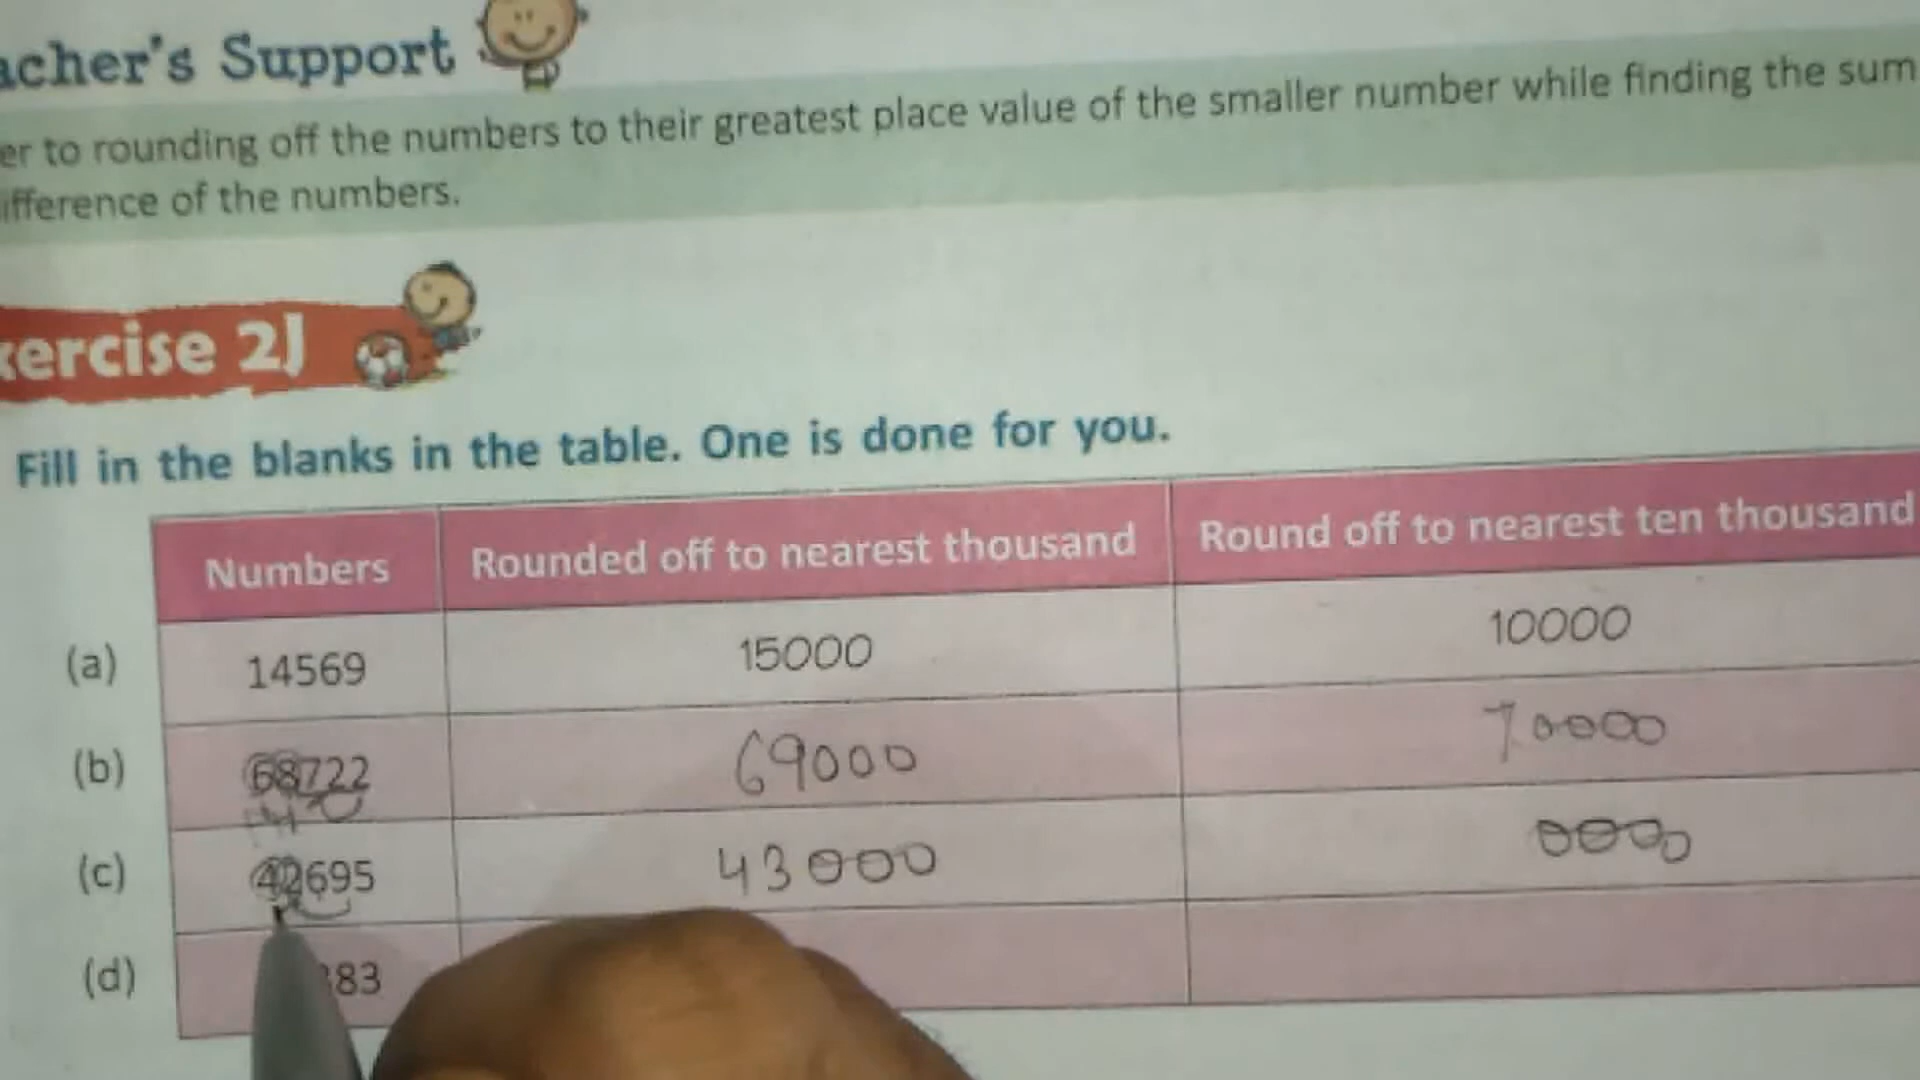 acher's Support
er to rounding off the numbers to their greatest place value of the smaller number while finding the sum
ifference of the numbers.
xercise 2J
Fill in the blanks in the table. One is done for you.
Numbers Rounded off to nearest thousand Round off to nearest ten thousand
(a) 14569 15000 10000
(b) 68722 69000 70000
(c) 42695 43000 0000
(d) 83